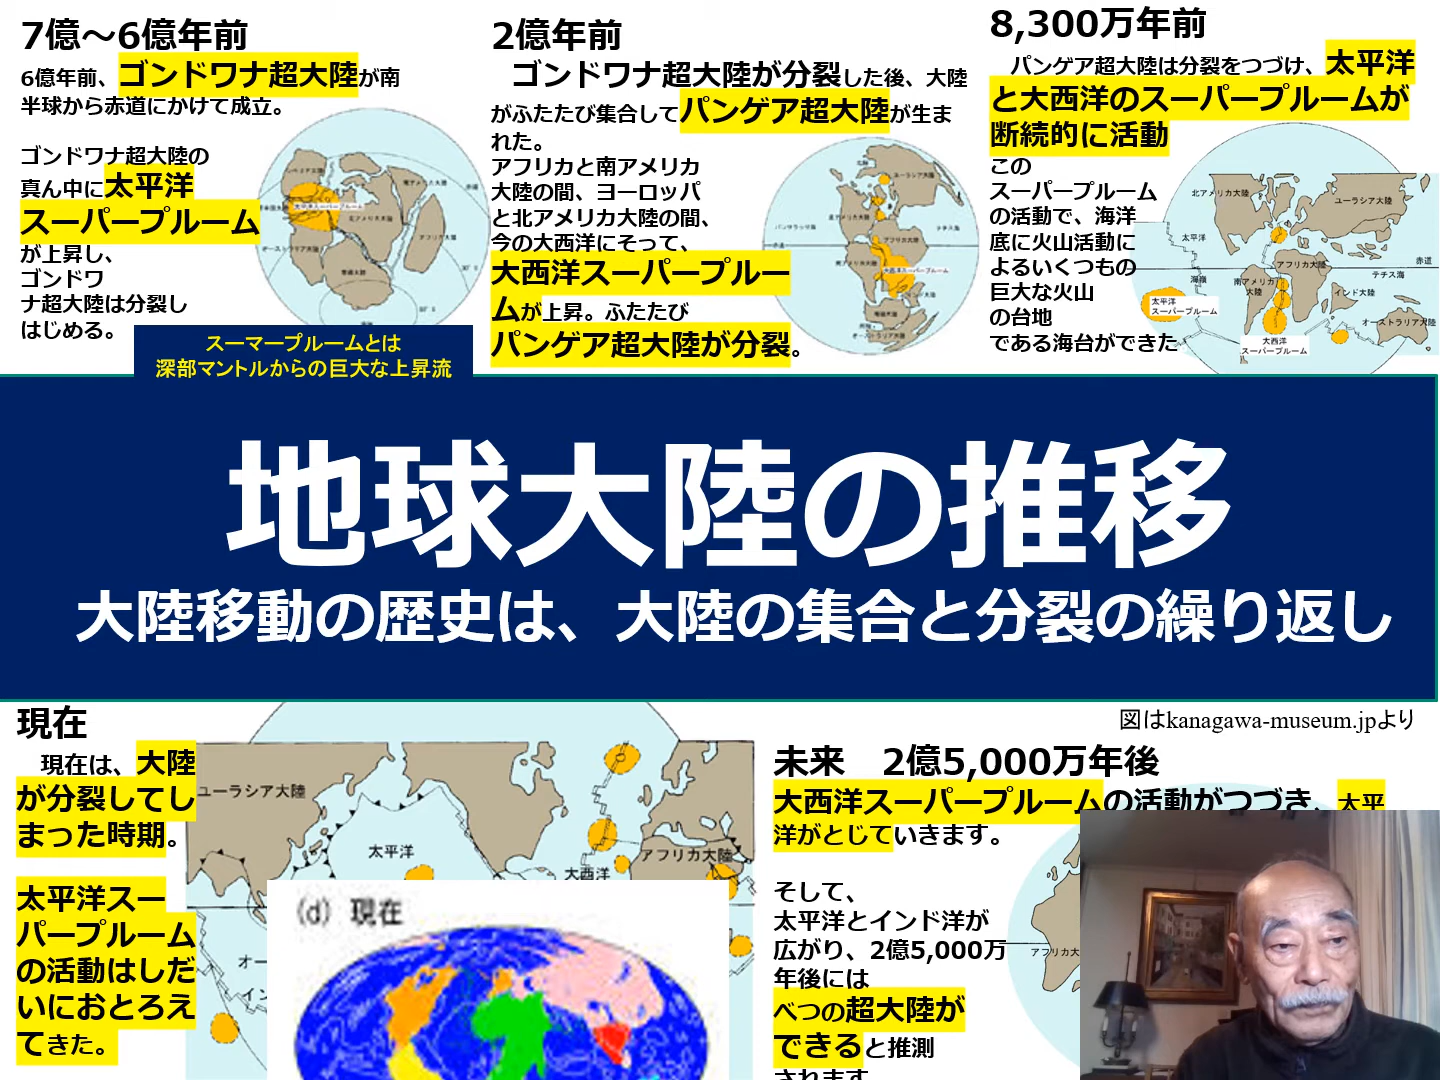 7億～6億年前
6億年前、ゴンドワナ超大陸が南
半球から赤道にかけて成立。
ゴンドワナ超大陸の
真ん中に太平洋
スーパープルーム
が上昇し、
ゴンドワ
ナ超大陸は分裂し
はじめる。
スーマープルームとは
深部マントルからの巨大な上昇流
2億年前
ゴンドワナ超大陸が分裂した後、大陸
がふたたび集合してパンゲア超大陸が生ま
れた。
アフリカと南アメリカ
大陸の間、ヨーロッパ
と北アメリカ大陸の間、
今の大西洋にそって、
大西洋スーパープルー
ムが上昇。ふたたび
パンゲア超大陸が分裂。
8,300万年前
パンゲア超大陸は分裂をつづけ、太平洋
と大西洋のスーパープルームが
断続的に活動
この
スーパープルーム
の活動で、海洋
底に火山活動に
よるいくつもの
巨大な火山
の台地
である海台ができた
北アメリカ大陸
ユーラシア大陸
太平洋
アフリカ大陸
赤道
テチス海
海嶺
南アメリカ
大陸
インド大陸
太平洋
スーパープルーム
オーストラリア大陸
大西洋
スーパープルーム
地球大陸の推移
大陸移動の歴史は、大陸の集合と分裂の繰り返し
図はkanagawa-museum.jpより
現在
現在は、大陸
が分裂してし
まった時期。
太平洋スー
パープルーム
の活動はしだ
いにおとろえ
てきた。
ユーラシア大陸
太平洋
大西洋
アフリカ大陸
オー
イン
(d) 現在
未来 2億5,000万年後
大西洋スーパープルームの活動がつづき、太平
洋がとじていきます。
そして、
太平洋とインド洋が
広がり、2億5,000万
年後には
べつの超大陸が
できると推測
されます
アフリカ大